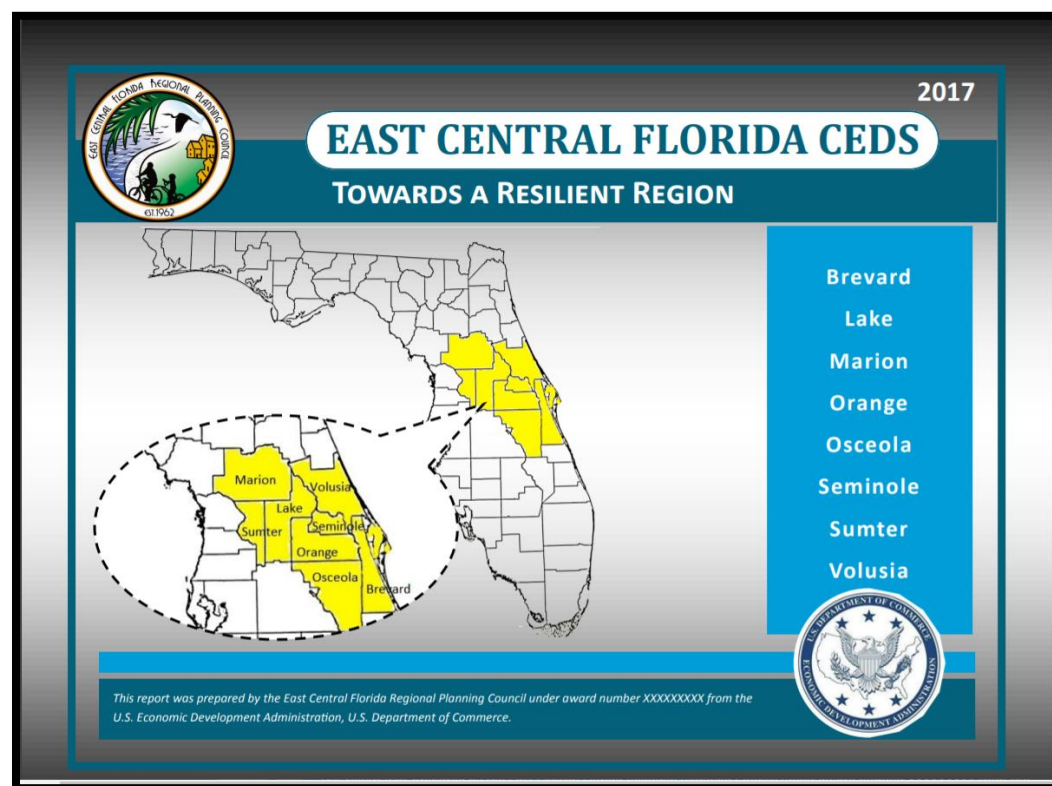 2017
EAST CENTRAL FLORIDA REGIONAL PLANNING COUNCIL
EST.1962
EAST CENTRAL FLORIDA CEDS
TOWARDS A RESILIENT REGION
Brevard
Lake
Marion
Orange
Osceola
Seminole
Sumter
Volusia
Marion
Volusia
Lake
Sumter
Seminole
Orange
Osceola
Brevard
U.S. DEPARTMENT OF COMMERCE
ECONOMIC DEVELOPMENT ADMINISTRATION
This report was prepared by the East Central Florida Regional Planning Council under award number XXXXXXXXX from the
U.S. Economic Development Administration, U.S. Department of Commerce.